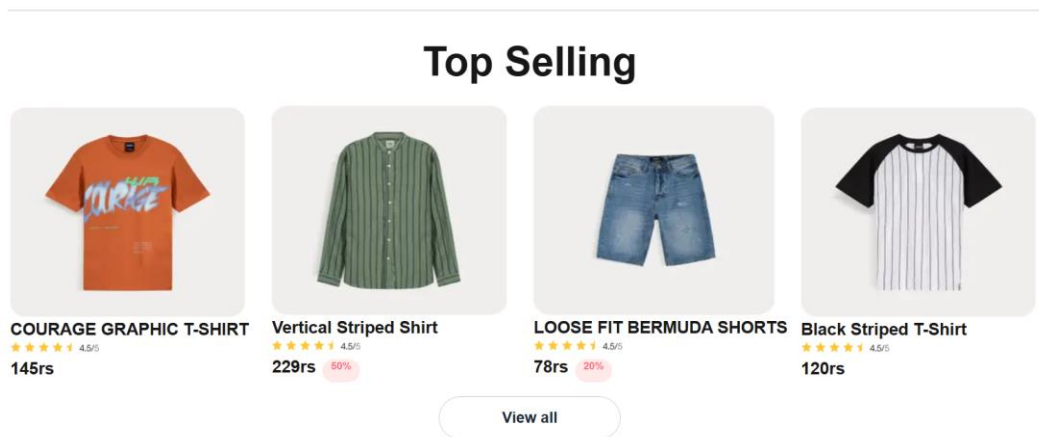 Top Selling
COURAGE
COURAGE GRAPHIC T-SHIRT
4.5/5
145rs
Vertical Striped Shirt
4.5/5
229rs 50%
LOOSE FIT BERMUDA SHORTS
4.5/5
78rs 20%
Black Striped T-Shirt
4.5/5
120rs
View all